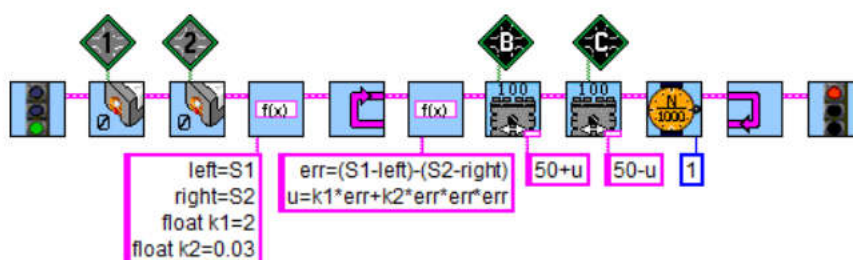 1
2
B
C
0
0
f(x)
f(x)
100
100
N
1000
left=S1
right=S2
float k1=2
float k2=0.03
err=(S1-left)-(S2-right)
u=k1*err+k2*err*err*err
50+u
50-u
1